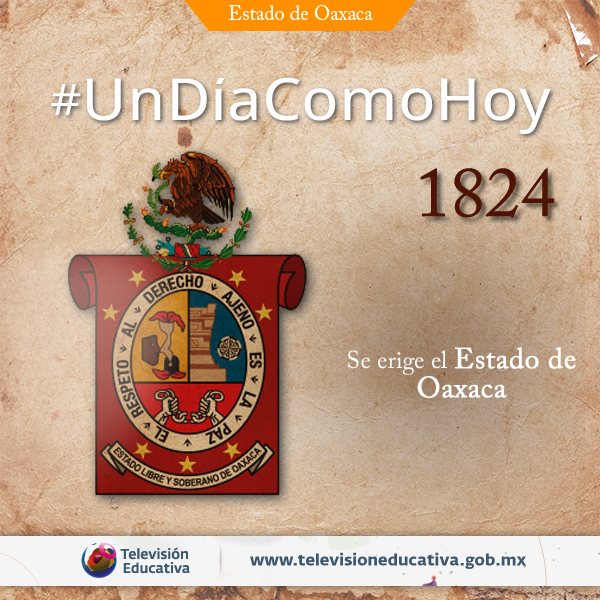 Estado de Oaxaca
#UnDíaComoHoy
1824
EL RESPETO AL DERECHO AJENO ES LA PAZ
ESTADO LIBRE Y SOBERANO DE OAXACA
Se erige el Estado de
Oaxaca
Televisión
Educativa
www.televisioneducativa.gob.mx